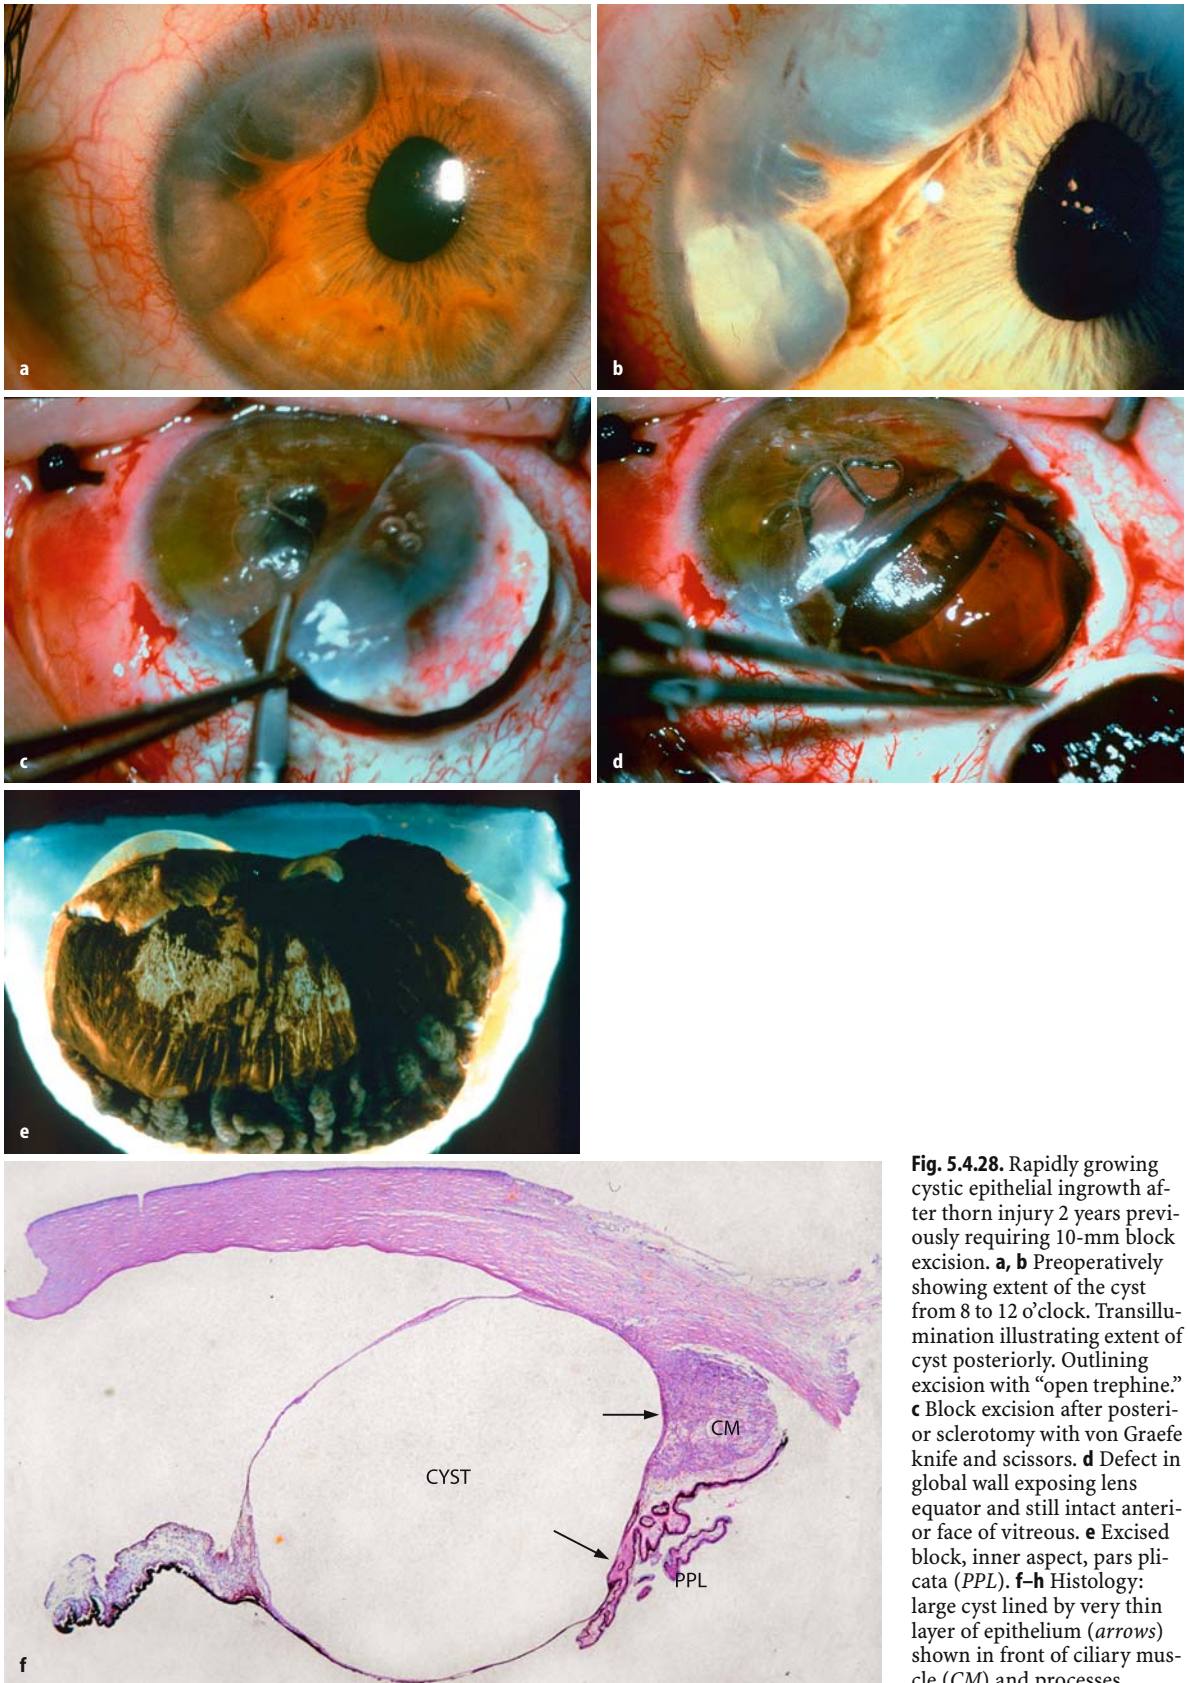 a
b
c
d
e
CM
CYST
PPL
f
Fig. 5.4.28. Rapidly growing
cystic epithelial ingrowth af-
ter thorn injury 2 years previ-
ously requiring 10-mm block
excision. a, b Preoperatively
showing extent of the cyst
from 8 to 12 o’clock. Transillu-
mination illustrating extent of
cyst posteriorly. Outlining
excision with “open trephine.”
c Block excision after posteri-
or sclerotomy with von Graefe
knife and scissors. d Defect in
global wall exposing lens
equator and still intact anteri-
or face of vitreous. e Excised
block, inner aspect, pars pli-
cata (PPL). f–h Histology:
large cyst lined by very thin
layer of epithelium (arrows)
shown in front of ciliary mus-
cle (CM) and processes